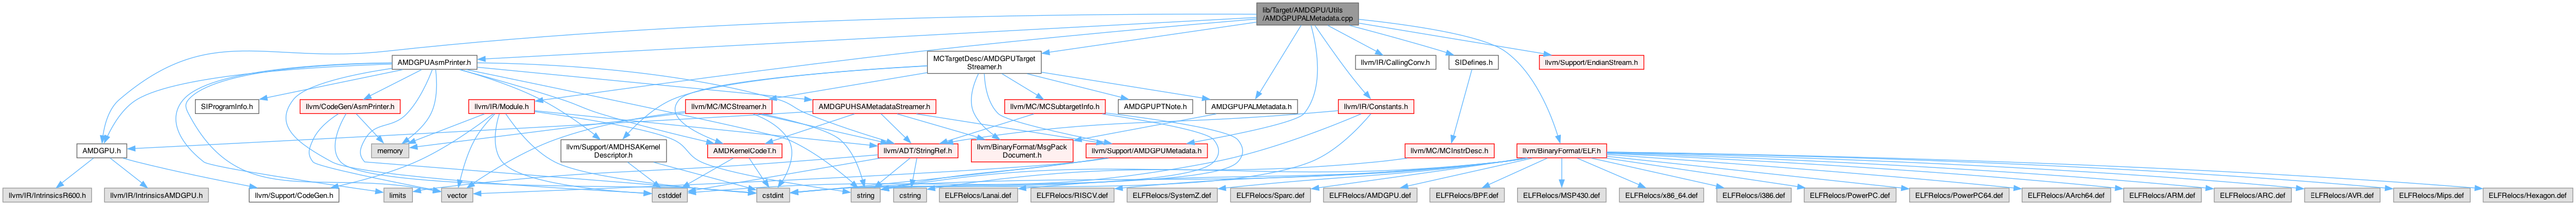 lib/Target/AMDGPU/Utils
/AMDGPUPALMetadata.cpp
AMDGPUAsmPrinter.h
MCTargetDesc/AMDGPUTarget
Streamer.h
llvm/IR/CallingConv.h
SIDefines.h
llvm/Support/EndianStream.h
SIProgramInfo.h
llvm/CodeGen/AsmPrinter.h
llvm/IR/Module.h
llvm/MC/MCStreamer.h
AMDGPUHSAMetadataStreamer.h
llvm/MC/MCSubtargetInfo.h
AMDGPUPTNote.h
AMDGPUPALMetadata.h
llvm/IR/Constants.h
AMDGPU.h
memory
llvm/Support/AMDHSAKernel
Descriptor.h
AMDKernelCodeT.h
llvm/ADT/StringRef.h
llvm/BinaryFormat/MsgPack
Document.h
llvm/Support/AMDGPUMetadata.h
llvm/MC/MCInstrDesc.h
llvm/BinaryFormat/ELF.h
llvm/IR/IntrinsicsR600.h
llvm/IR/IntrinsicsAMDGPU.h
llvm/Support/CodeGen.h
limits
vector
cstddef
cstdint
string
cstring
ELFRelocs/Lanai.def
ELFRelocs/RISCV.def
ELFRelocs/SystemZ.def
ELFRelocs/Sparc.def
ELFRelocs/AMDGPU.def
ELFRelocs/BPF.def
ELFRelocs/MSP430.def
ELFRelocs/x86_64.def
ELFRelocs/i386.def
ELFRelocs/PowerPC.def
ELFRelocs/PowerPC64.def
ELFRelocs/AArch64.def
ELFRelocs/ARM.def
ELFRelocs/ARC.def
ELFRelocs/AVR.def
ELFRelocs/Mips.def
ELFRelocs/Hexagon.def